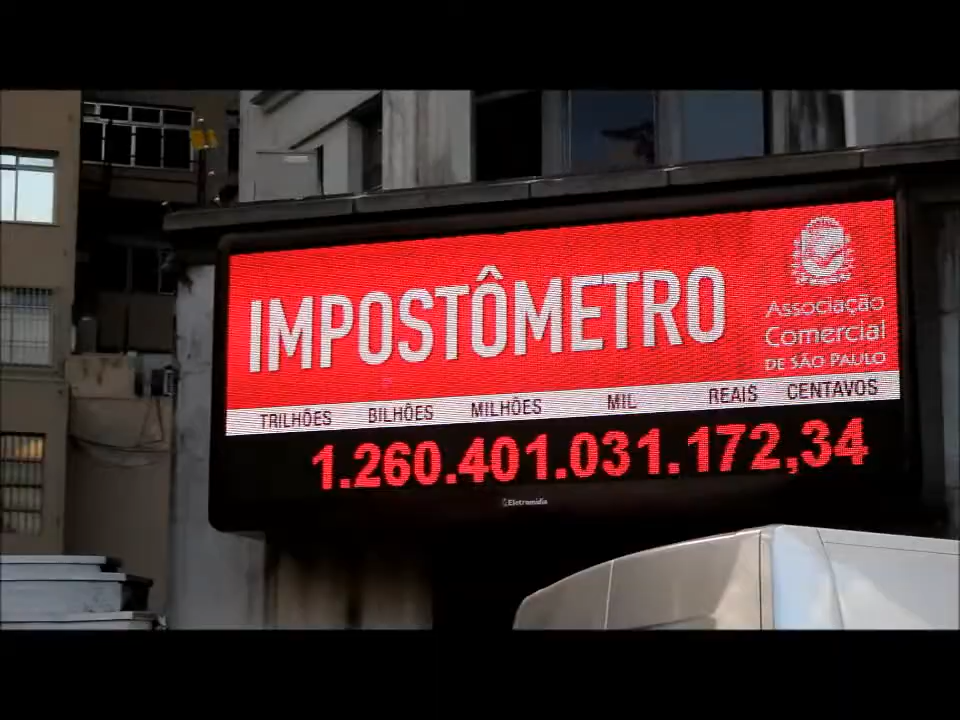 IMPOSTÔMETRO
Associação
Comercial
DE SÃO PAULO
TRILHÕES BILHÕES MILHÕES MIL REAIS CENTAVOS
1.260.401.031.172,34
Eletromidia